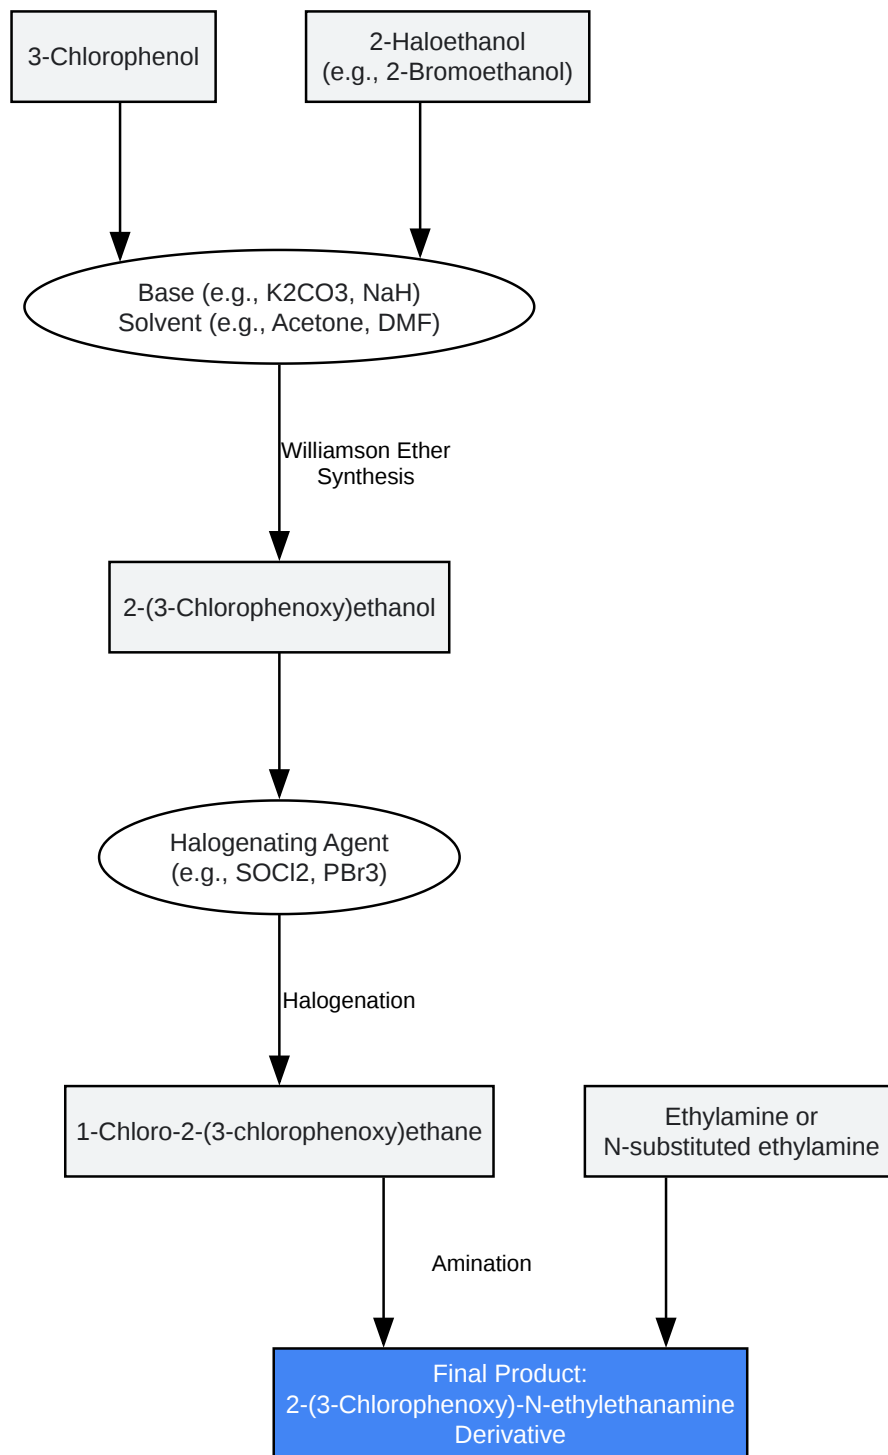 3-Chlorophenol
2-Haloethanol
(e.g., 2-Bromoethanol)
Base (e.g., K2CO3, NaH)
Solvent (e.g., Acetone, DMF)
Williamson Ether
Synthesis
2-(3-Chlorophenoxy)ethanol
Halogenating Agent
(e.g., SOCl2, PBr3)
Halogenation
1-Chloro-2-(3-chlorophenoxy)ethane
Ethylamine or
N-substituted ethylamine
Amination
Final Product:
2-(3-Chlorophenoxy)-N-ethylethanamine
Derivative